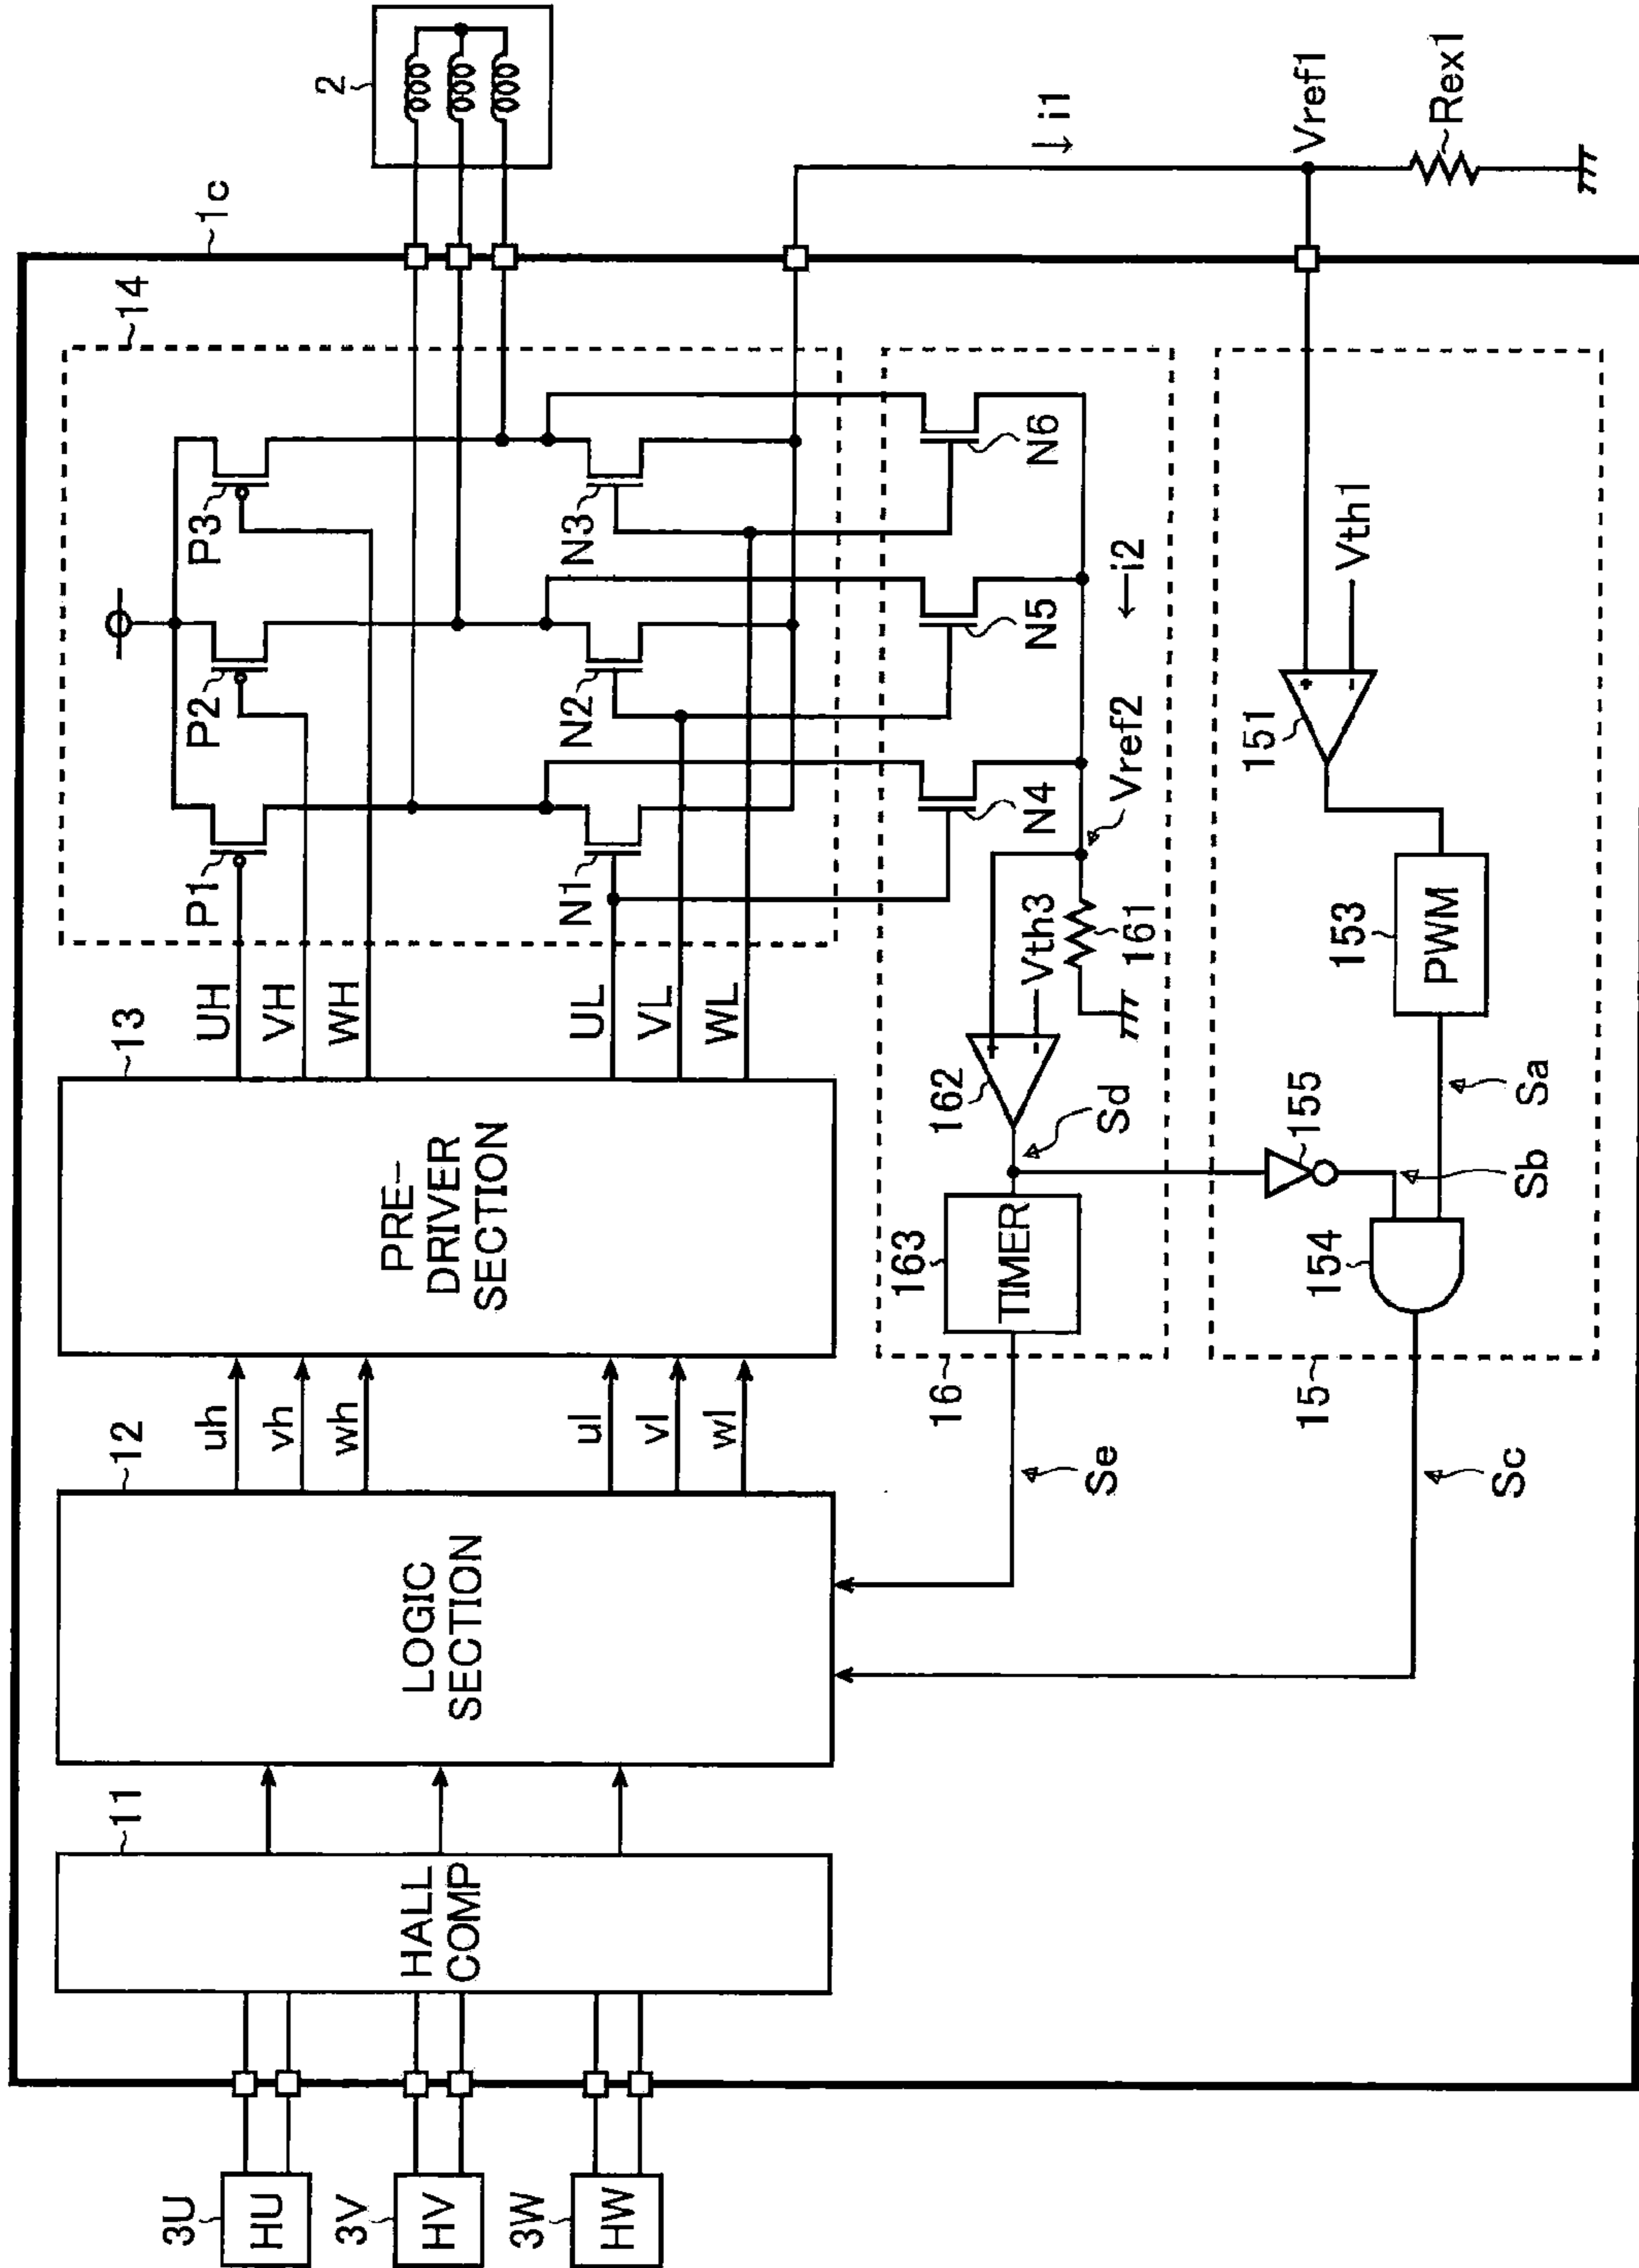 1c
2
14
P1
P2
P3
N1
N2
N3
13
PRE-
DRIVER
SECTION
UH
VH
WH
UL
VL
WL
12
LOGIC
SECTION
uh
vh
wh
ul
vl
wl
11
HALL
COMP
3U
HU
3V
HV
3W
HW
↓ i1
Vref1
Rex1
16
N4
N5
N6
←i2
Vref2
Vth3
161
162
Sd
163
TIMER
Se
15
151
Vth1
153
PWM
Sa
155
Sb
154
Sc
+
-
+
-